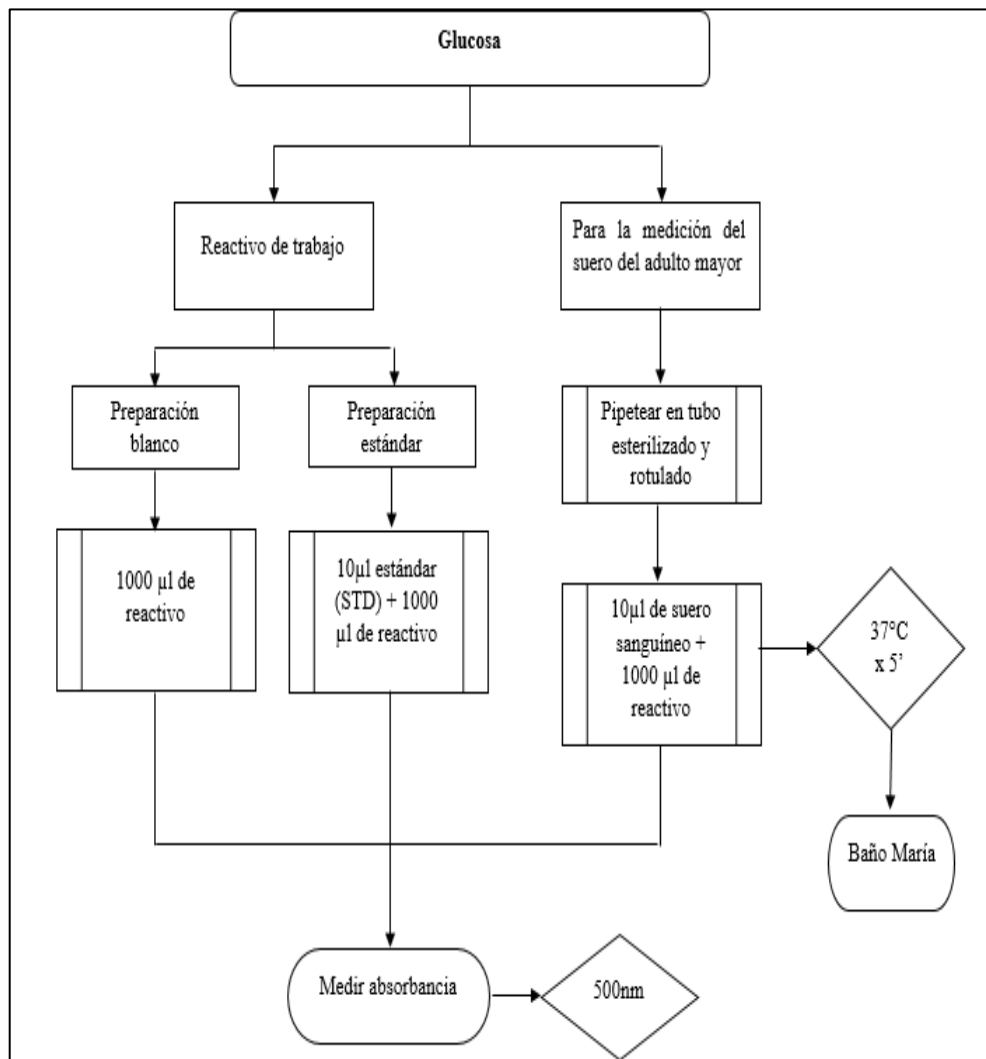 Glucosa
Reactivo de trabajo
Para la medición del
suero del adulto mayor
Preparación
blanco
Preparación
estándar
Pipetear en tubo
esterilizado y
rotulado
1000 µl de
reactivo
10µl estándar
(STD) + 1000
µl de reactivo
10µl de suero
sanguíneo +
1000 µl de
reactivo
37°C
x 5’
Baño María
Medir absorbancia
500nm